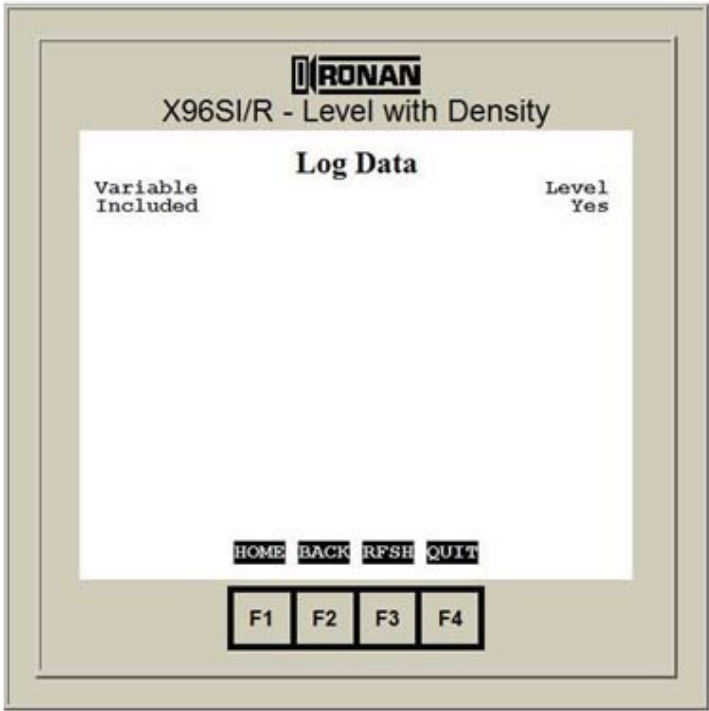 RONAN
X96SI/R - Level with Density
Log Data
Variable Level
Included Yes
HOME BACK RFSH QUIT
F1 F2 F3 F4